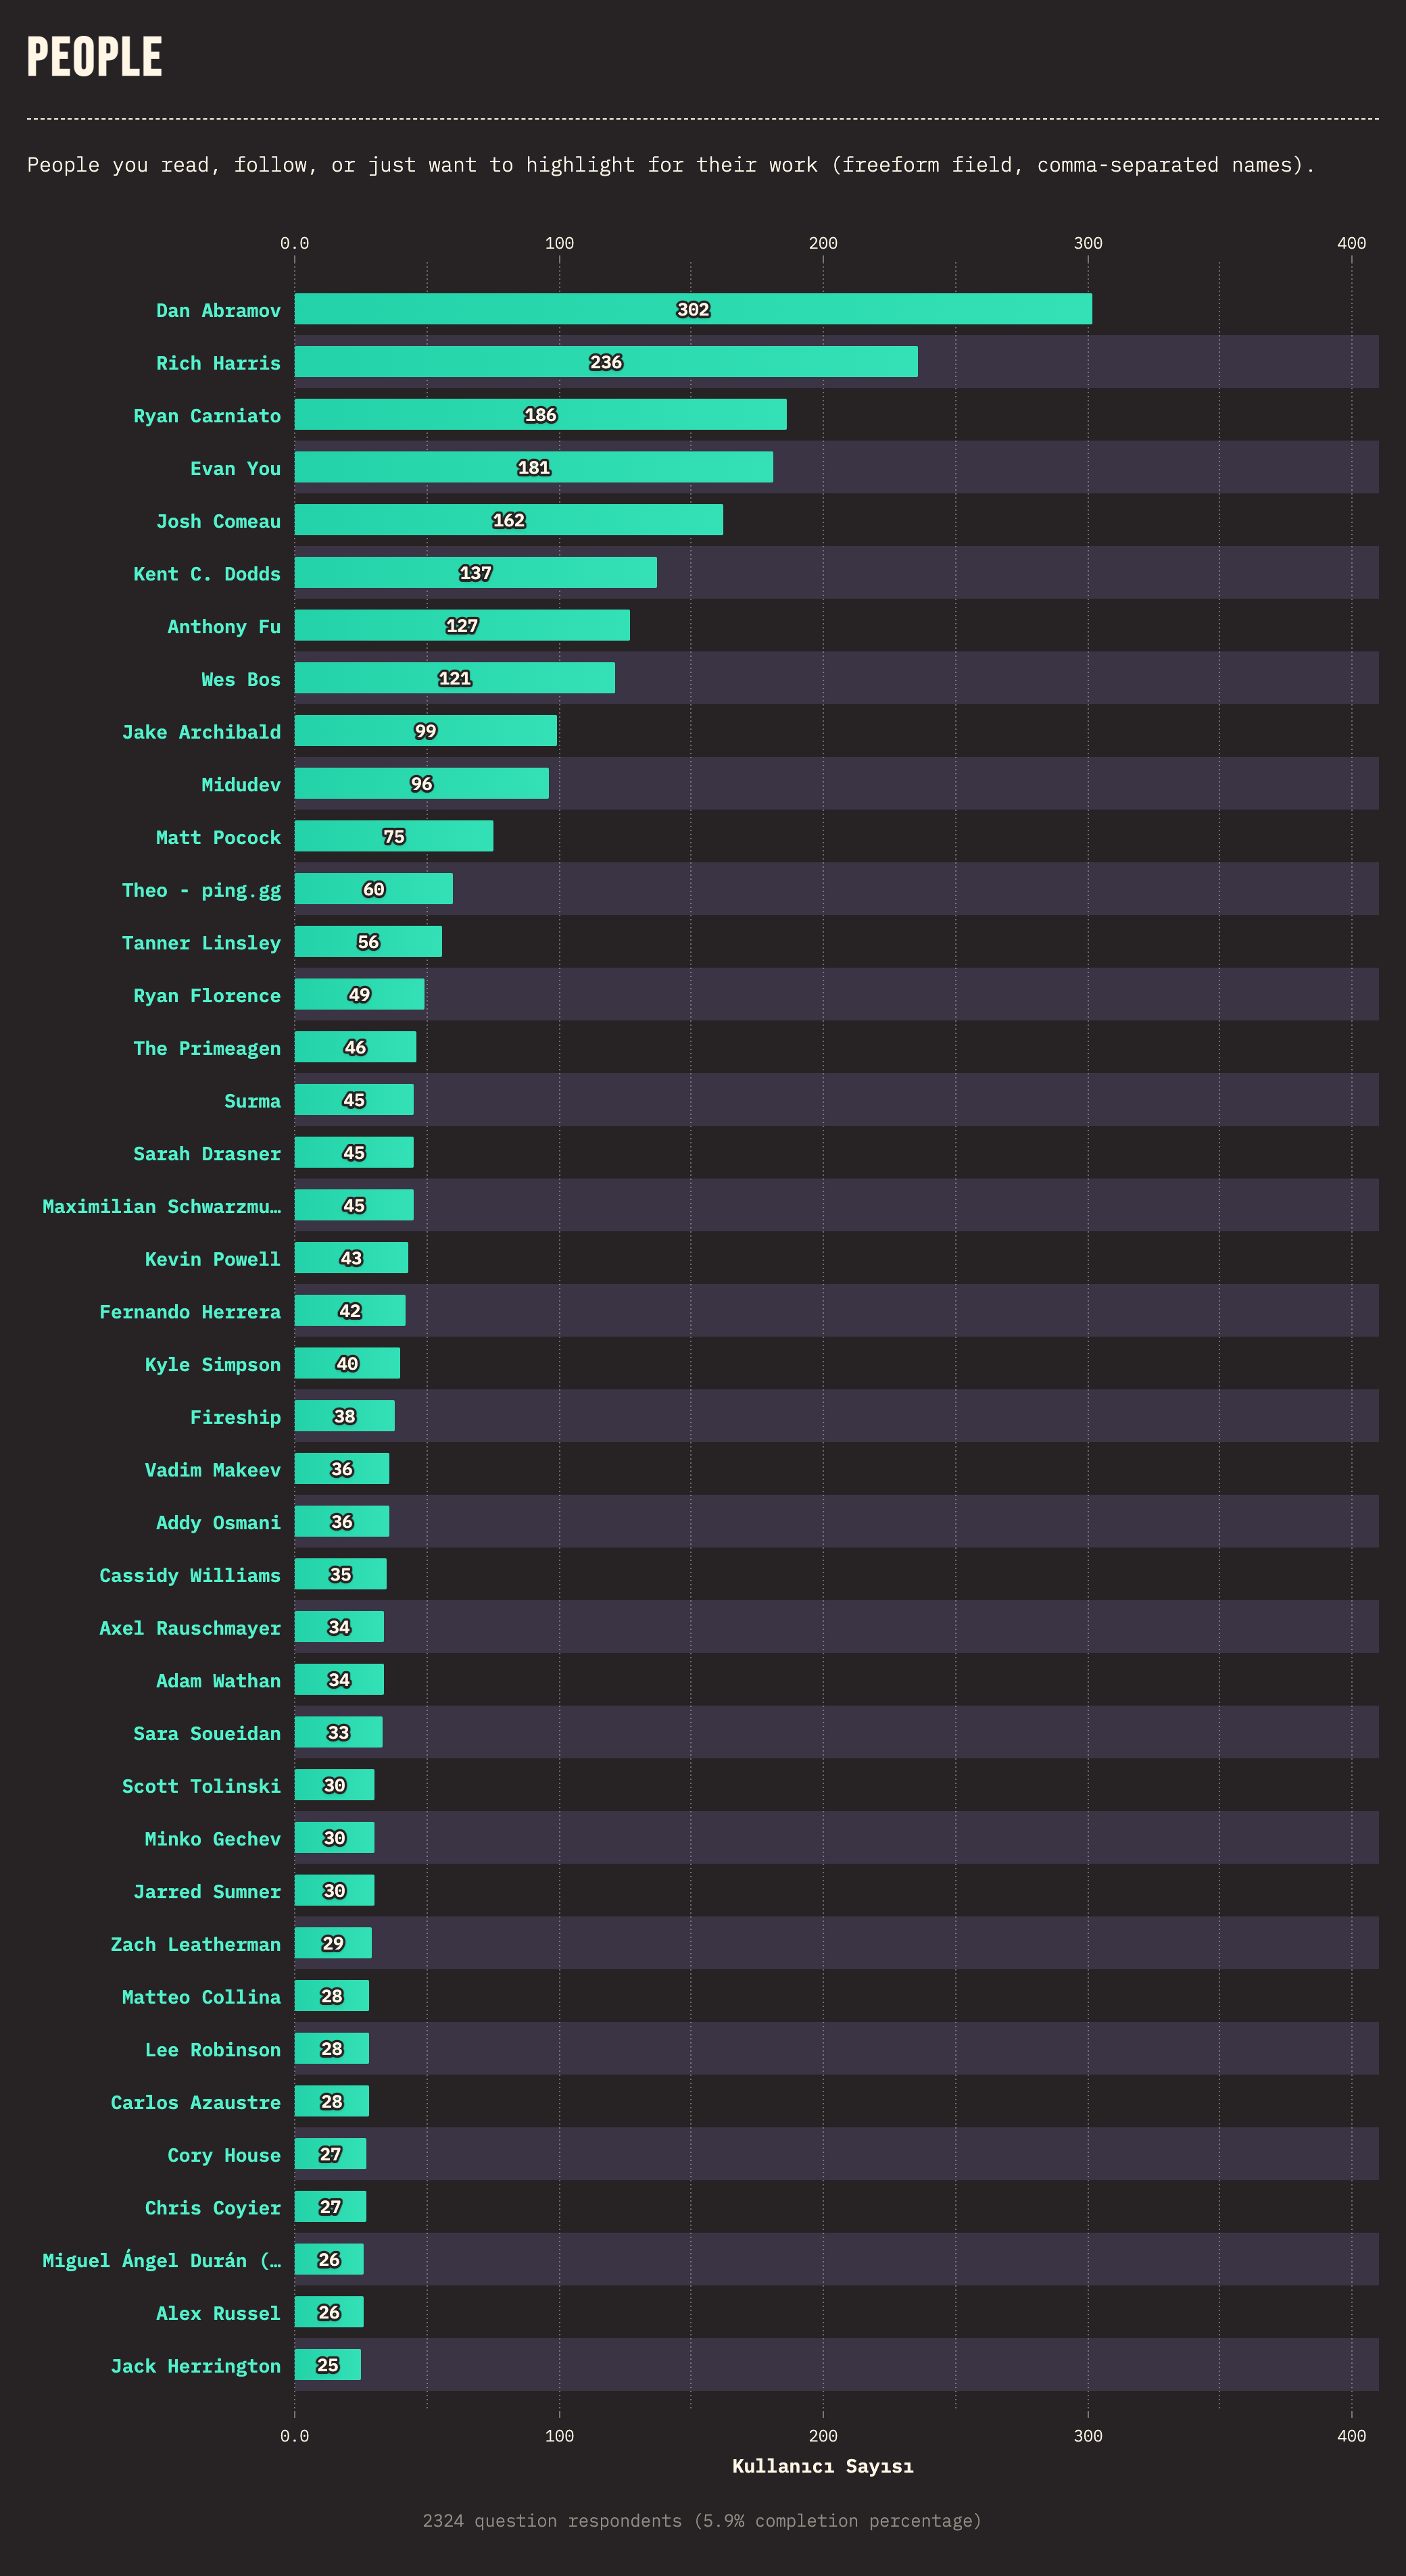 PEOPLE
People you read, follow, or just want to highlight for their work (freeform field, comma-separated names).
0.0 100 200 300 400
Dan Abramov 302
Rich Harris 236
Ryan Carniato 186
Evan You 181
Josh Comeau 162
Kent C. Dodds 137
Anthony Fu 127
Wes Bos 121
Jake Archibald 99
Midudev 96
Matt Pocock 75
Theo - ping.gg 60
Tanner Linsley 56
Ryan Florence 49
The Primeagen 46
Surma 45
Sarah Drasner 45
Maximilian Schwarzmu… 45
Kevin Powell 43
Fernando Herrera 42
Kyle Simpson 40
Fireship 38
Vadim Makeev 36
Addy Osmani 36
Cassidy Williams 35
Axel Rauschmayer 34
Adam Wathan 34
Sara Soueidan 33
Scott Tolinski 30
Minko Gechev 30
Jarred Sumner 30
Zach Leatherman 29
Matteo Collina 28
Lee Robinson 28
Carlos Azaustre 28
Cory House 27
Chris Coyier 27
Miguel Ángel Durán (… 26
Alex Russel 26
Jack Herrington 25
0.0 100 200 300 400
Kullanıcı Sayısı
2324 question respondents (5.9% completion percentage)